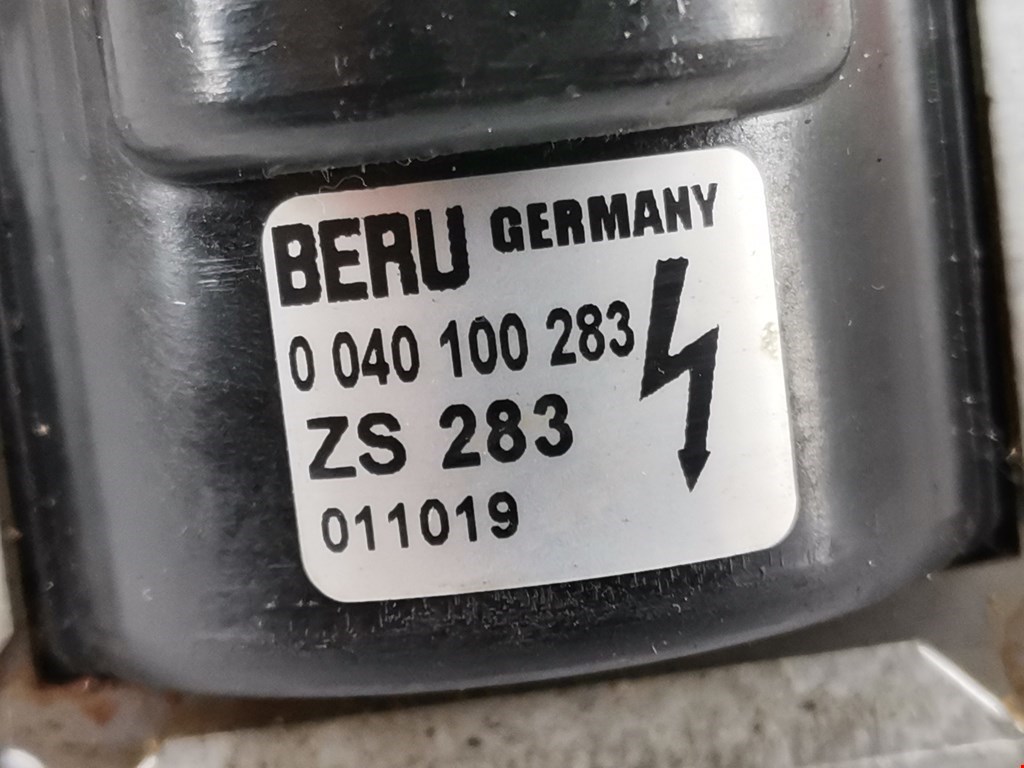 BERU GERMANY
0 040 100 283
ZS 283
011019